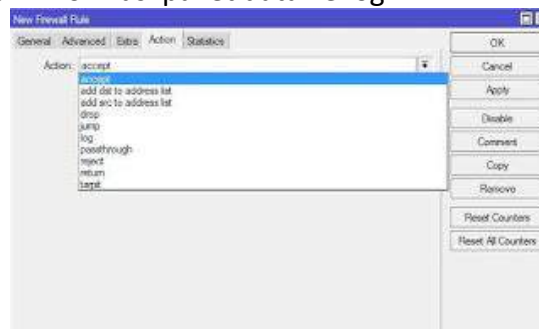 New Firewall Rule
General Advanced Extra Action Statistics
Action: accept
accept
add dst to address list
add src to address list
drop
jump
log
passthrough
reject
return
tarpit
OK
Cancel
Apply
Disable
Comment
Copy
Remove
Reset Counters
Reset All Counters